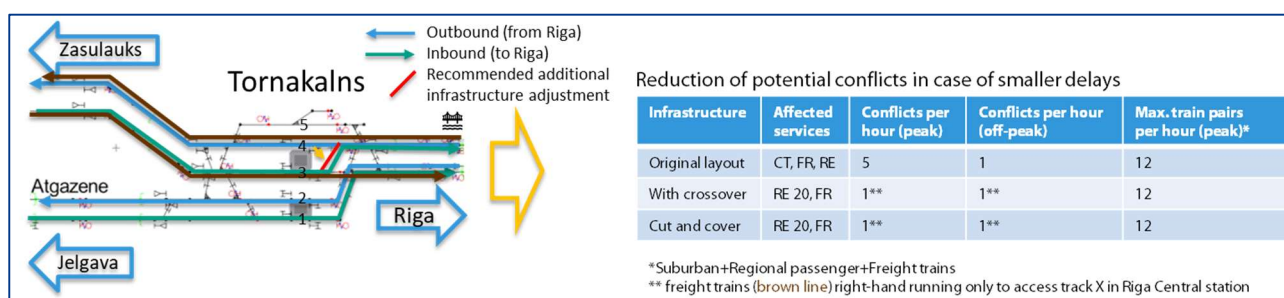 Zasulauks
Outbound (from Riga)
Inbound (to Riga)
Recommended additional
infrastructure adjustment
Tornakalns
5
4
3
2
1
Atgazene
Riga
Jelgava
Reduction of potential conflicts in case of smaller delays
Infrastructure Affected services Conflicts per hour (peak) Conflicts per hour (off-peak) Max. train pairs per hour (peak)*
Original layout CT, FR, RE 5 1 12
With crossover RE 20, FR 1** 1** 12
Cut and cover RE 20, FR 1** 1** 12
*Suburban+Regional passenger+Freight trains
** freight trains (brown line) right-hand running only to access track X in Riga Central station